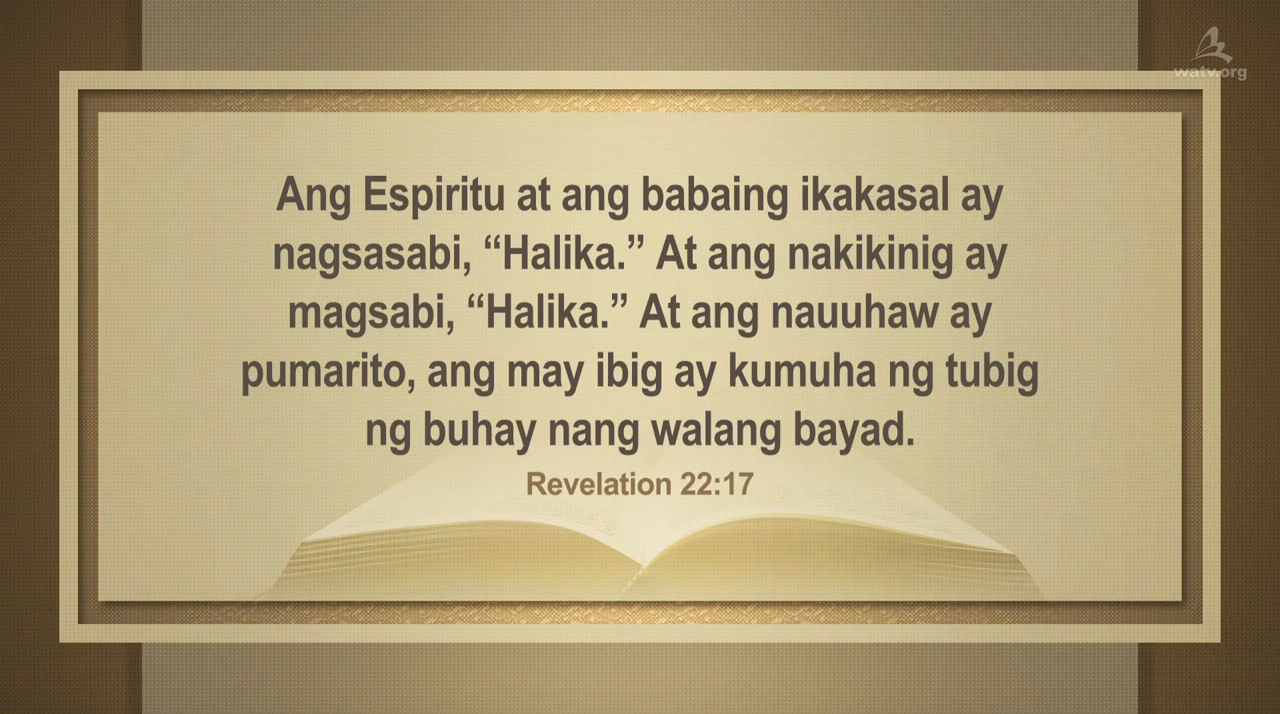 watv.org
Ang Espiritu at ang babaing ikakasal ay
nagsasabi, “Halika.” At ang nakikinig ay
magsabi, “Halika.” At ang nauuhaw ay
pumarito, ang may ibig ay kumuha ng tubig
ng buhay nang walang bayad.
Revelation 22:17